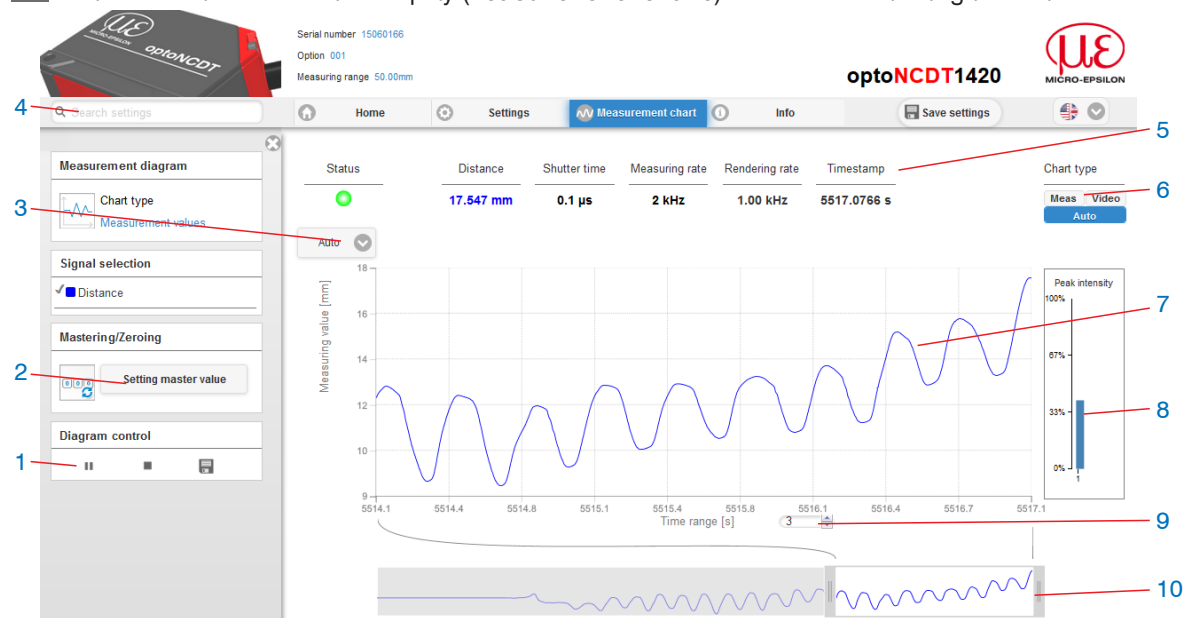 Serial number 15060166
Option 001
Measuring range 50.00mm
MICRO-EPSILON
optoNCDT
optoNCDT1420
MICRO-EPSILON
4
Search settings
Home
Settings
Measurement chart
Info
Save settings
5
Measurement diagram
Chart type
Measurement values
3
Signal selection
Distance
Mastering/Zeroing
2
Setting master value
Diagram control
1
Status
Distance
Shutter time
Measuring rate
Rendering rate
Timestamp
17.547 mm
0.1 µs
2 kHz
1.00 kHz
5517.0766 s
Chart type
Meas
Video
Auto
6
Auto
Measuring value [mm]
18
16
14
12
10
9
5514.1
5514.4
5514.8
5515.1
5515.4
5515.8
5516.1
5516.4
5516.7
5517.1
Time range [s]
3
Peak intensity
100%
67%
33%
0%
1
7
8
9
10